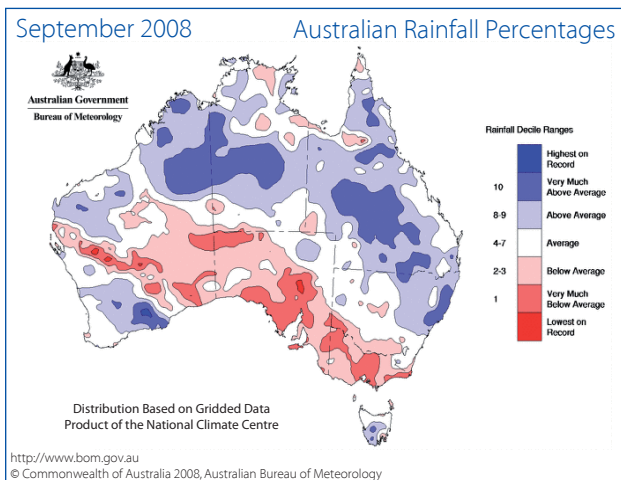 September 2008
Australian Rainfall Percentages
Australian Government
Bureau of Meteorology
Rainfall Decile Ranges
Highest on
Record
10
Very Much
Above Average
8-9
Above Average
4-7
Average
2-3
Below Average
1
Very Much
Below Average
Lowest on
Record
Distribution Based on Gridded Data
Product of the National Climate Centre
http://www.bom.gov.au
© Commonwealth of Australia 2008, Australian Bureau of Meteorology